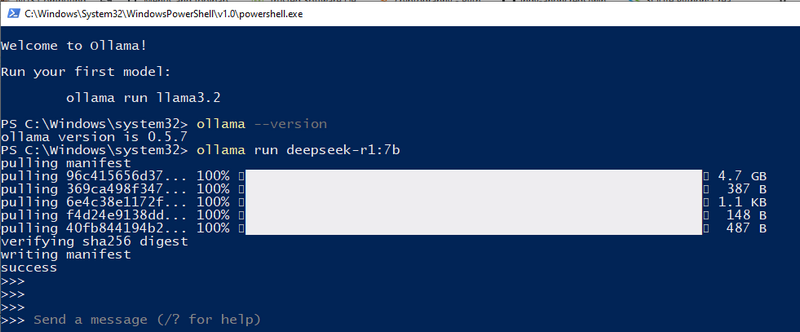 C:\Windows\System32\WindowsPowerShell\v1.0\powershell.exe
Welcome to Ollama!
Run your first model:
ollama run llama3.2
PS C:\Windows\system32> ollama --version
ollama version is 0.5.7
PS C:\Windows\system32> ollama run deepseek-r1:7b
pulling manifest
pulling 96c415656d37... 100% 4.7 GB
pulling 369ca498f347... 100% 387 B
pulling 6e4c38e1172f... 100% 1.1 KB
pulling f4d24e9138dd... 100% 148 B
pulling 40fb844194b2... 100% 487 B
verifying sha256 digest
writing manifest
success
>>>
>>>
>>>
>>> Send a message (/? for help)